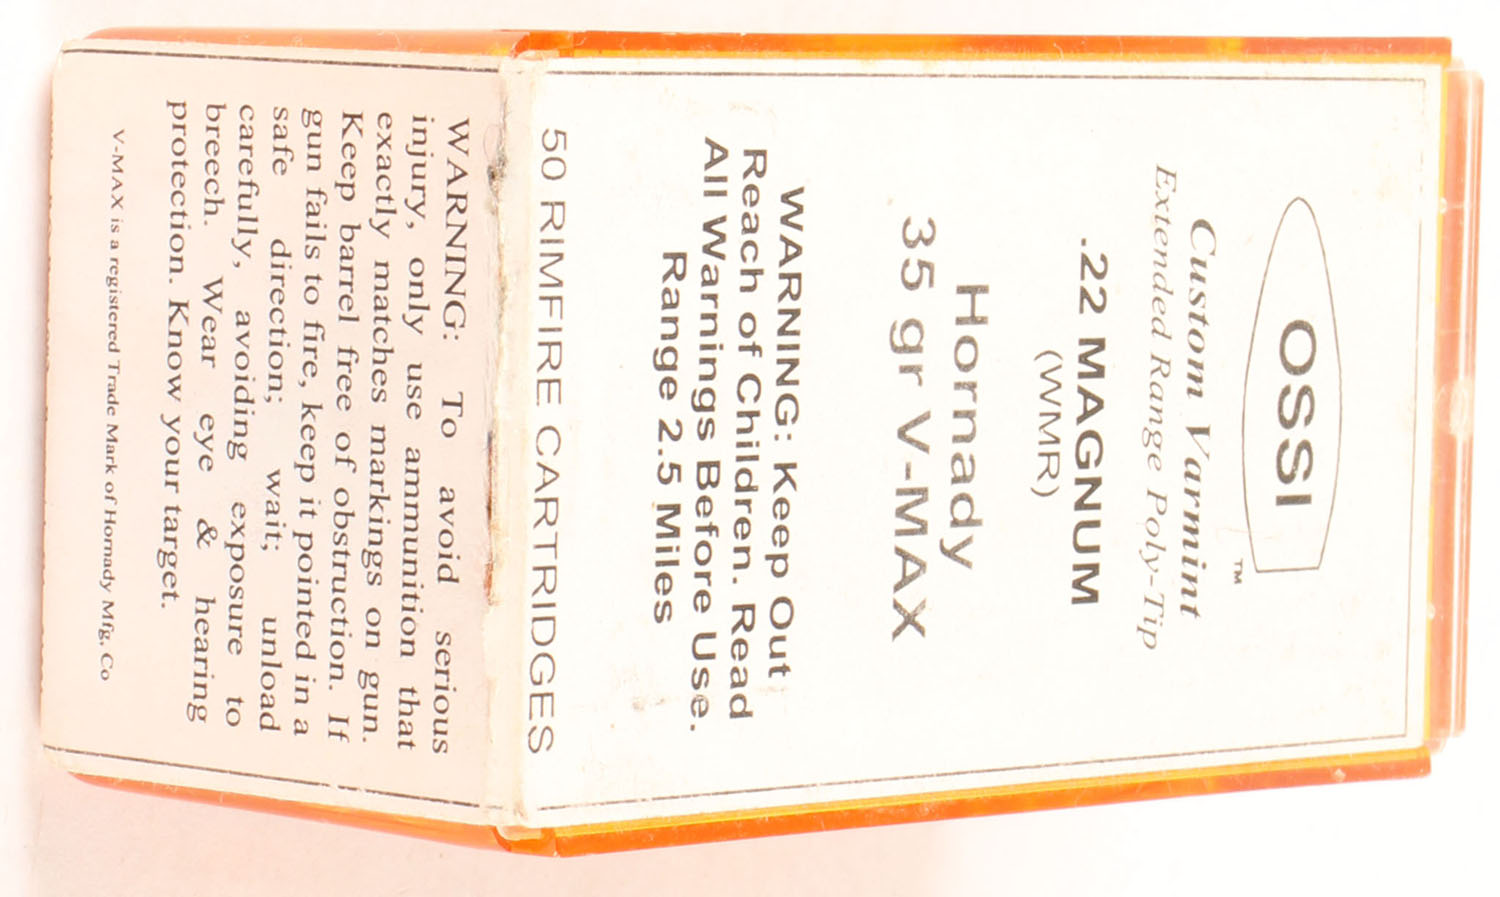 OSSI
TM
Custom Varmint
Extended Range Poly-Tip
.22 MAGNUM
(WMR)
Hornady
35 gr V-MAX
WARNING: Keep Out
Reach of Children. Read
All Warnings Before Use.
Range 2.5 Miles
50 RIMFIRE CARTRIDGES
WARNING: To avoid serious
injury, only use ammunition that
exactly matches markings on gun.
Keep barrel free of obstruction. If
gun fails to fire, keep it pointed in a
safe direction; wait; unload
carefully, avoiding exposure to
breech. Wear eye & hearing
protection. Know your target.
V-MAX is a registered Trade Mark of Hornady Mfg, Co